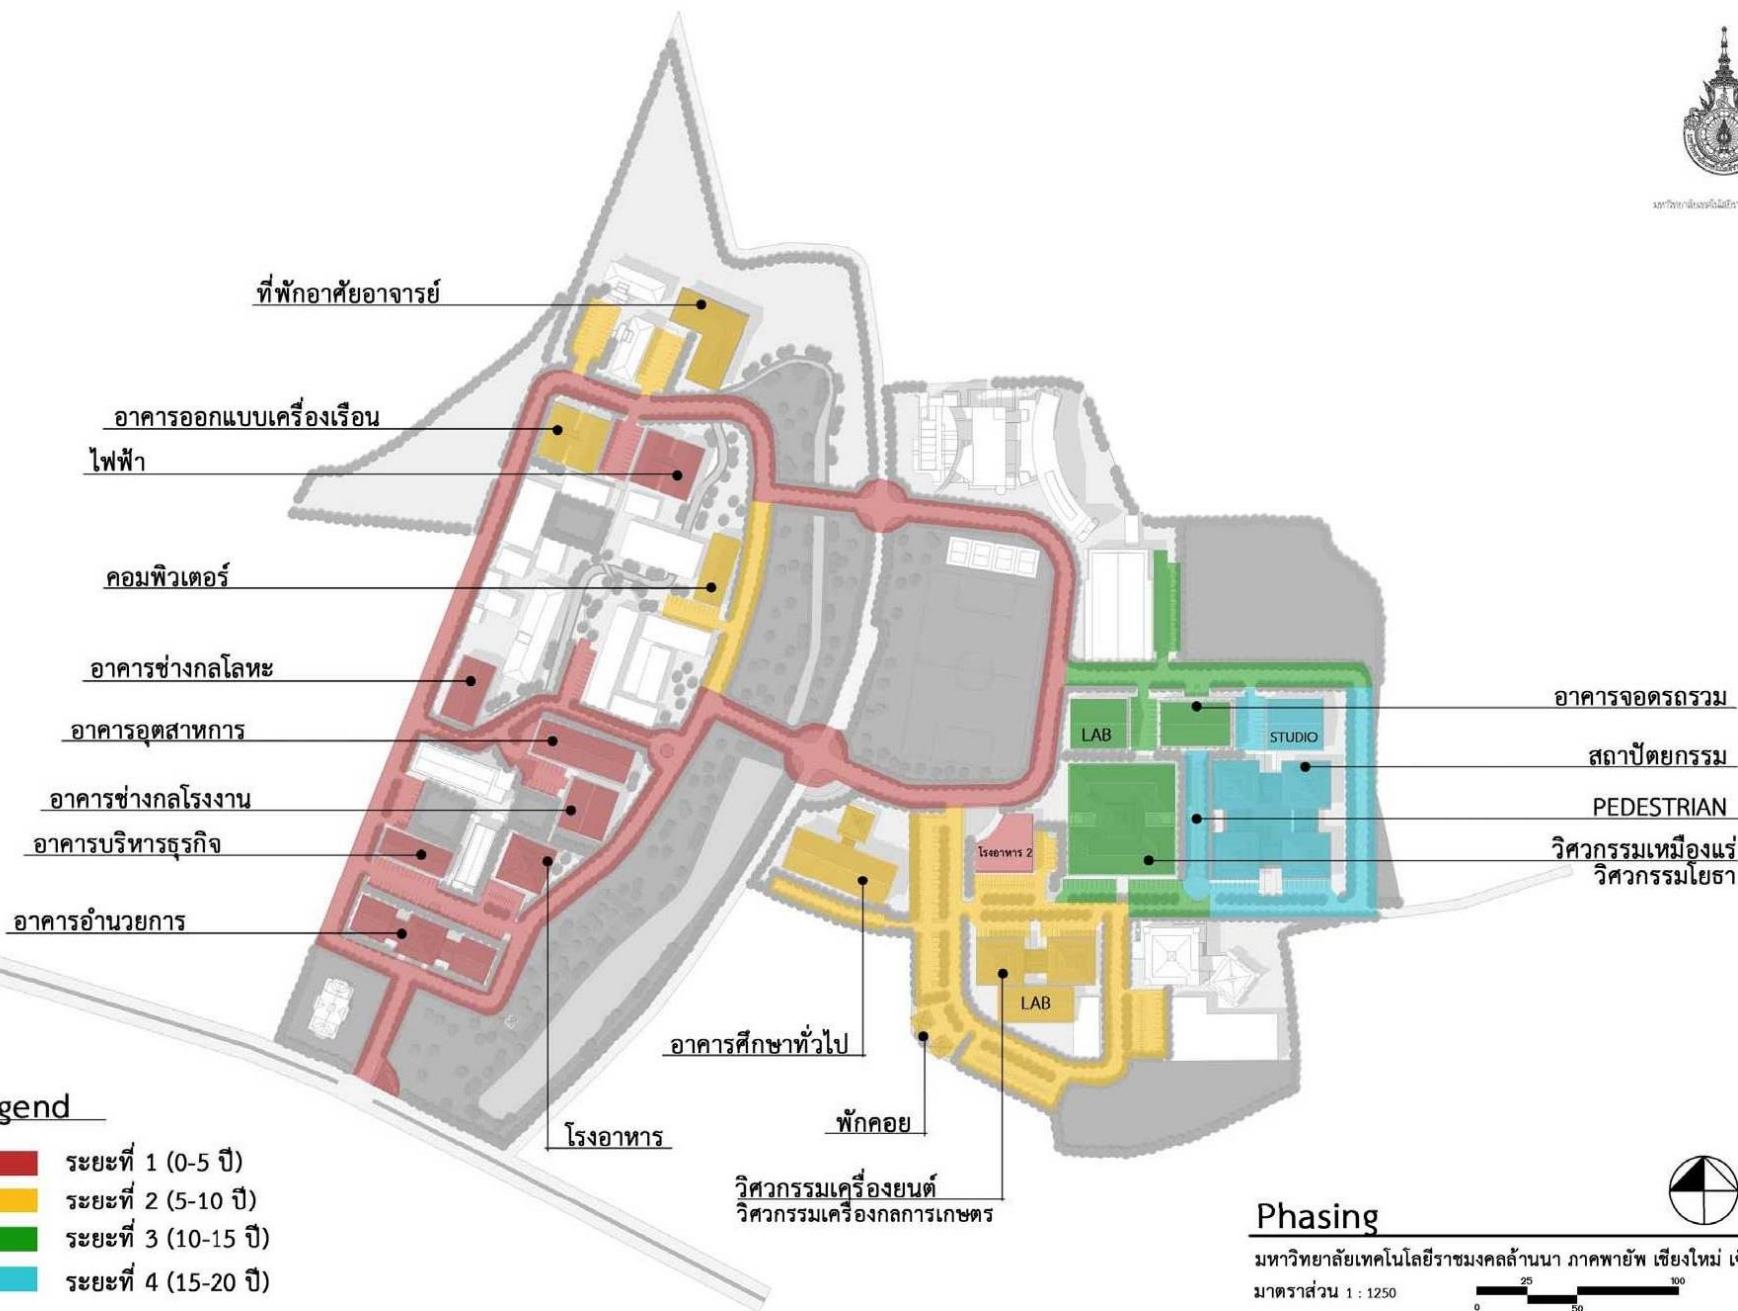 ที่พักอาศัยอาจารย์
อาคารออกแบบเครื่องเรือน
ไฟฟ้า
คอมพิวเตอร์
อาคารช่างกลโลหะ
อาคารอุตสาหการ
อาคารช่างกลโรงงาน
อาคารบริหารธุรกิจ
อาคารอำนวยการ
LAB
STUDIO
อาคารจอดรถรวม
สถาปัตยกรรม
PEDESTRIAN
วิศวกรรมเหมืองแร่
วิศวกรรมโยธา
โรงอาหาร 2
LAB
อาคารศึกษาทั่วไป
โรงอาหาร
พักคอย
วิศวกรรมเครื่องยนต์
วิศวกรรมเครื่องกลการเกษตร
gend
ระยะที่ 1 (0-5 ปี)
ระยะที่ 2 (5-10 ปี)
ระยะที่ 3 (10-15 ปี)
ระยะที่ 4 (15-20 ปี)
Phasing
มหาวิทยาลัยเทคโนโลยีราชมงคลล้านนา ภาคพายัพ เชียงใหม่
มาตราส่วน 1 : 1250
0 25 50 100